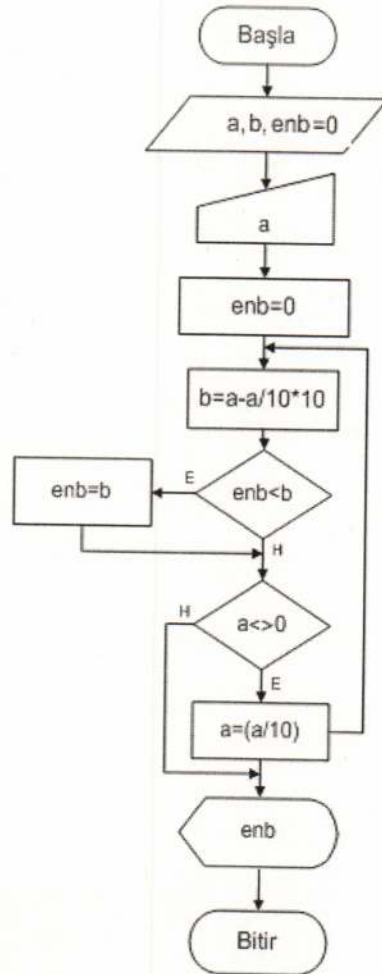 Başla
a, b, enb=0
a
enb=0
b=a-a/10*10
enb<b
E
enb=b
H
a<>0
H
E
a=(a/10)
enb
Bitir